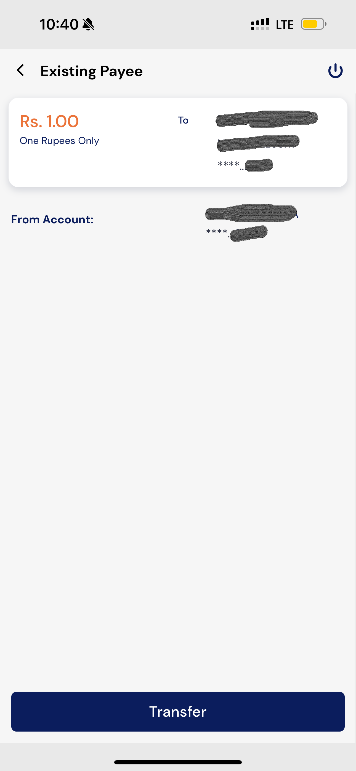 10:40 LTE
Existing Payee
Rs. 1.00 To
One Rupees Only
****..
From Account:
****.
Transfer